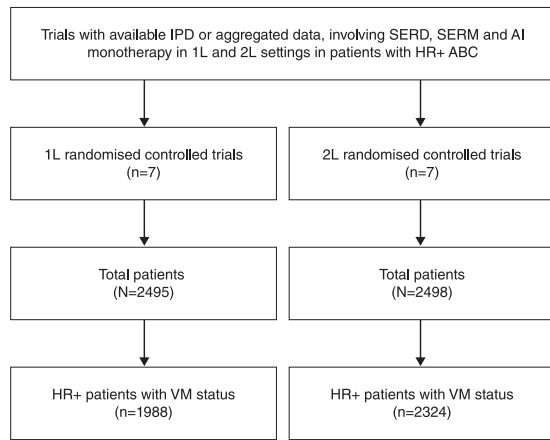 Trials with available IPD or aggregated data, involving SERD, SERM and AI
monotherapy in 1L and 2L settings in patients with HR+ ABC
1L randomised controlled trials
(n=7)
2L randomised controlled trials
(n=7)
Total patients
(N=2495)
Total patients
(N=2498)
HR+ patients with VM status
(n=1988)
HR+ patients with VM status
(n=2324)